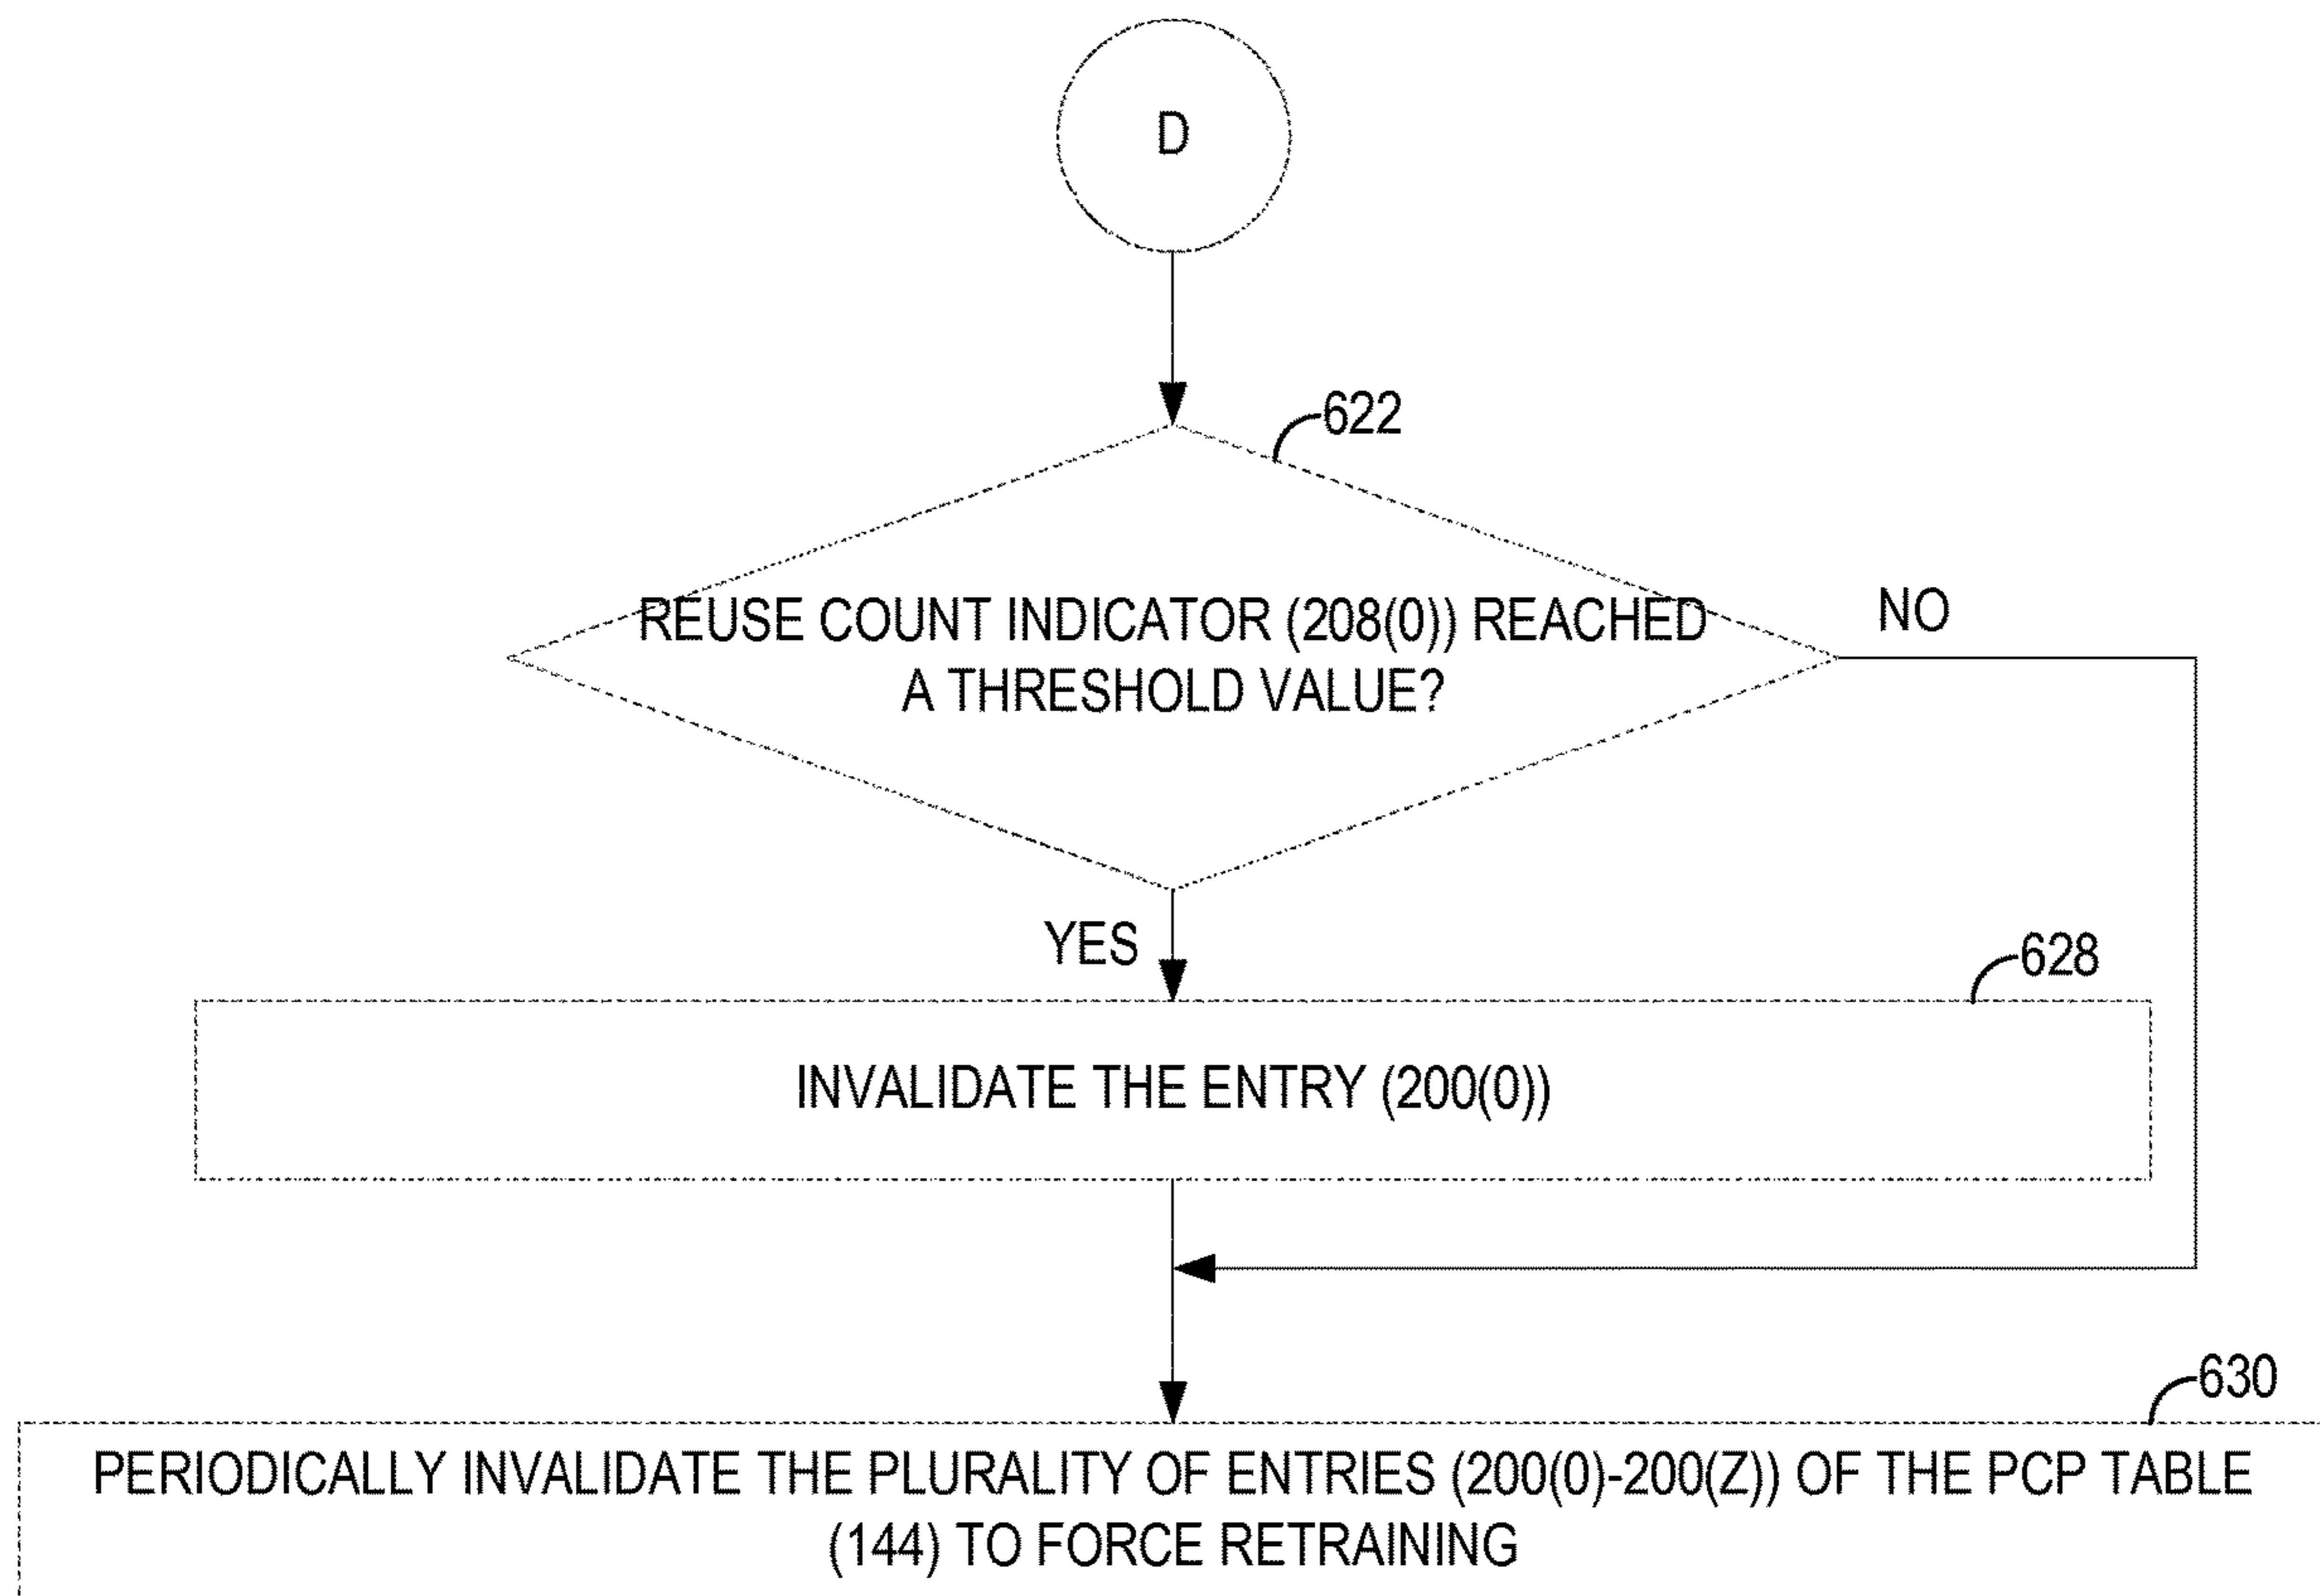 D
622
REUSE COUNT INDICATOR (208(0)) REACHED
A THRESHOLD VALUE?
NO
YES
628
INVALIDATE THE ENTRY (200(0))
630
PERIODICALLY INVALIDATE THE PLURALITY OF ENTRIES (200(0)-200(Z)) OF THE PCP TABLE
(144) TO FORCE RETRAINING